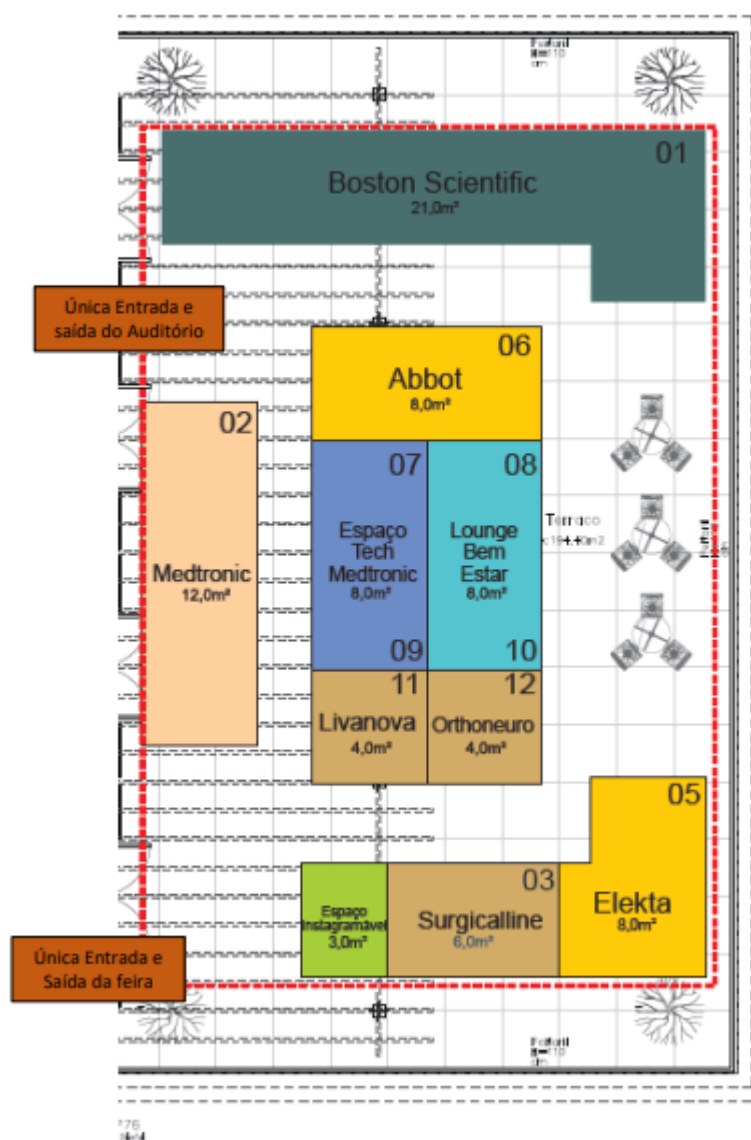 01
Boston Scientific
21,0m²
Única Entrada e
saída do Auditório
06
Abbot
8,0m²
02
Medtronic
12,0m²
07
Espaço
Tech
Medtronic
8,0m²
09
08
Lounge
Bem
Estar
8,0m²
10
Terraço
11
Livanova
4,0m²
12
Orthoneuro
4,0m²
05
Elekta
8,0m²
03
Surgicalline
6,0m²
Espaço
Instagramável
3,0m²
Única Entrada e
Saída da feira